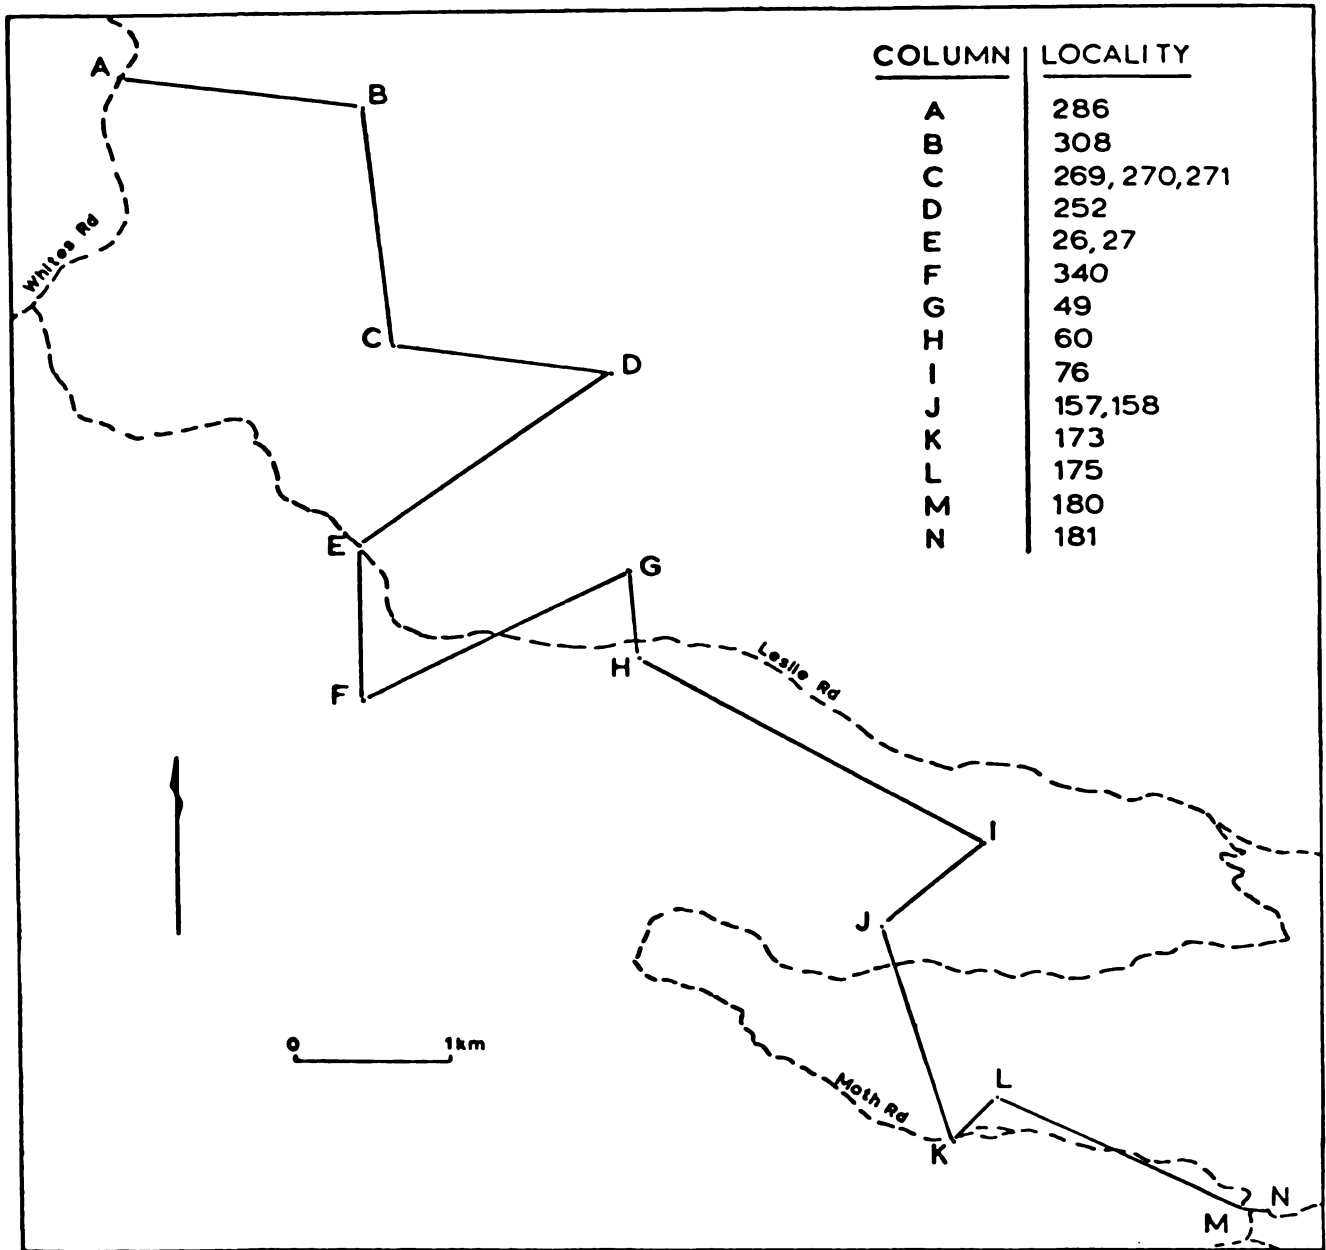 COLUMN LOCALITY
A 286
B 308
C 269, 270, 271
D 252
E 26, 27
F 340
G 49
H 60
I 76
J 157, 158
K 173
L 175
M 180
N 181
A
B
Whites Rd
C
D
E
G
H
Leslie Rd
F
I
J
0 1km
L
Moth Rd
K
N
M